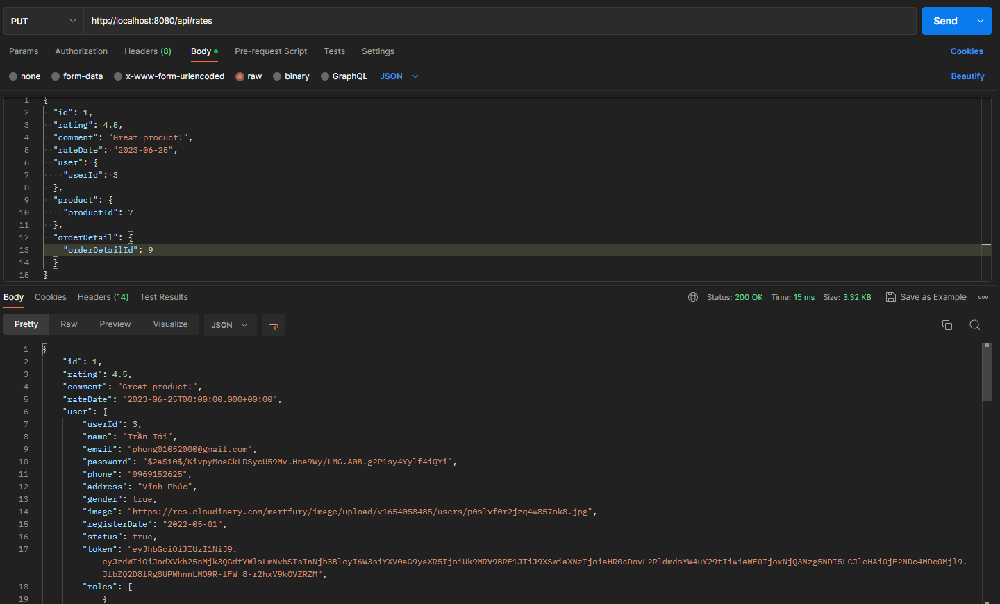 PUT http://localhost:8080/api/rates Send
Params Authorization Headers (8) Body Pre-request Script Tests Settings Cookies
none form-data x-www-form-urlencoded raw binary GraphQL JSON Beautify
1 {
2 "id": 1,
3 "rating": 4.5,
4 "comment": "Great product!",
5 "rateDate": "2023-06-25",
6 "user": {
7 "userId": 3
8 },
9 "product": {
10 "productId": 7
11 },
12 "orderDetail": {
13 "orderDetailId": 9
14 }
15 }
Body Cookies Headers (14) Test Results Status: 200 OK Time: 15 ms Size: 3.32 KB Save as Example
Pretty Raw Preview Visualize JSON
1 {
2 "id": 1,
3 "rating": 4.5,
4 "comment": "Great product!",
5 "rateDate": "2023-06-25T00:00:00.000+00:00",
6 "user": {
7 "userId": 3,
8 "name": "Trần Tới",
9 "email": "phong01052000@gmail.com",
10 "password": "$2a$10$/KivpyMoaCkLDSycU59Mv.Hna9Wy/LMG.A0B.g2P1sy4Yylf4iQYi",
11 "phone": "0969152625",
12 "address": "Vĩnh Phúc",
13 "gender": true,
14 "image": "https://res.cloudinary.com/martfury/image/upload/v1654058485/users/p0slvf0r2jzq4w857ok8.jpg",
15 "registerDate": "2022-05-01",
16 "status": true,
17 "token": "eyJhbGciOiJIUzI1NiJ9.
eyJzdWIiOiJodXVkb25nMjk3QGdtYWlsLmNvbSIsInNjb3BlcyI6W3siYXV0aG9yaXR5IjoiUk9MRV9BRE1JTiJ9XSwiaXNzIjoiaHR0cDovL2RldmdsYW4uY29tIiwiaWF0IjoxNjQ3Nzg5NDI5LCJleHAiOjE2NDc4MDc0Mjl9.
JfbZQ2D8lRg8UPWhnnLMO9R-lFW_8-r2hxV9kOVZRZM",
18 "roles": [
19 {